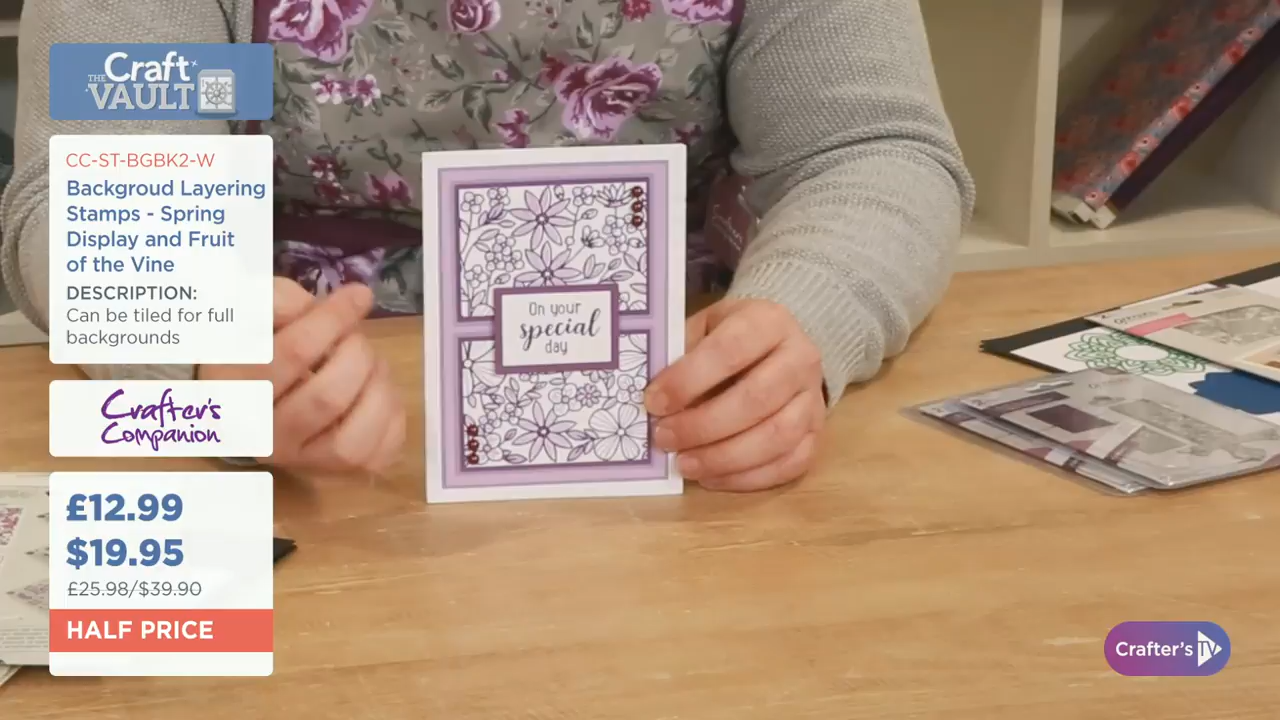 THE Craft
VAULT
CC-ST-BGBK2-W
Backgroud Layering
Stamps - Spring
Display and Fruit
of the Vine
DESCRIPTION:
Can be tiled for full
backgrounds
Crafter's
Companion
£12.99
$19.95
£25.98/$39.90
HALF PRICE
On your
special
day
Crafter's TV